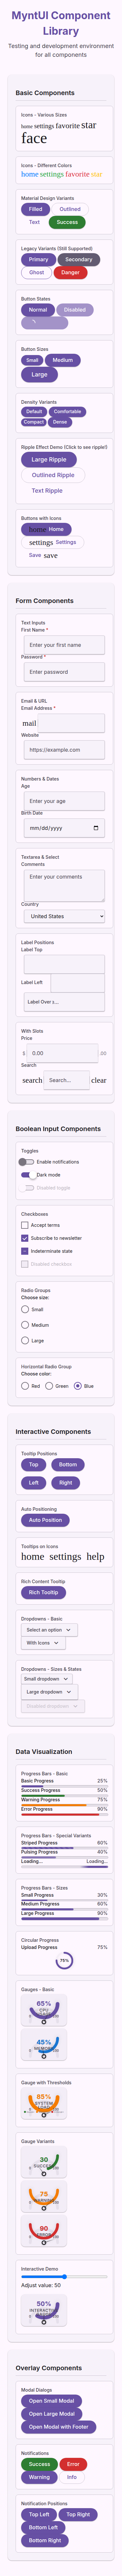 MyntUI Component
Library
Testing and development environment
for all components
Basic Components
Icons - Various Sizes
home settings favorite star
face
Icons - Different Colors
home settings favorite star
Material Design Variants
Filled Outlined
Text Success
Legacy Variants (Still Supported)
Primary Secondary
Ghost Danger
Button States
Normal Disabled
Button Sizes
Small Medium
Large
Density Variants
Default Comfortable
Compact Dense
Ripple Effect Demo (Click to see ripple!)
Large Ripple
Outlined Ripple
Text Ripple
Buttons with Icons
home Home
settings Settings
Save save
Form Components
Text Inputs
First Name *
Enter your first name
Password *
Enter password
Email & URL
Email Address *
mail
Website
https://example.com
Numbers & Dates
Age
Enter your age
Birth Date
mm/dd/yyyy
Textarea & Select
Comments
Enter your comments
Country
United States
Label Positions
Label Top
Label Left
Label Over
With Slots
Price
$ 0.00 .00
Search
search Search... clear
Boolean Input Components
Toggles
Enable notifications
Dark mode
Disabled toggle
Checkboxes
Accept terms
Subscribe to newsletter
Indeterminate state
Disabled checkbox
Radio Groups
Choose size:
Small
Medium
Large
Horizontal Radio Group
Choose color:
Red Green Blue
Interactive Components
Tooltip Positions
Top Bottom
Left Right
Auto Positioning
Auto Position
Tooltips on Icons
home settings help
Rich Content Tooltip
Rich Tooltip
Dropdowns - Basic
Select an option
With Icons
Dropdowns - Sizes & States
Small dropdown
Large dropdown
Disabled dropdown
Data Visualization
Progress Bars - Basic
Basic Progress 25%
Success Progress 50%
Warning Progress 75%
Error Progress 90%
Progress Bars - Special Variants
Striped Progress 60%
Pulsing Progress 40%
Loading... Loading...
Progress Bars - Sizes
Small Progress 30%
Medium Progress 60%
Large Progress 90%
Circular Progress
Upload Progress 75%
75%
Gauges - Basic
65%
CPU
45%
MEMORY
Gauge with Thresholds
85%
SYSTEM
Gauge Variants
30
SUCCESS
75
WARNING
90
Interactive Demo
Adjust value: 50
50%
INTERACTIVE
Overlay Components
Modal Dialogs
Open Small Modal
Open Large Modal
Open Modal with Footer
Notifications
Success Error
Warning Info
Notification Positions
Top Left Top Right
Bottom Left
Bottom Right